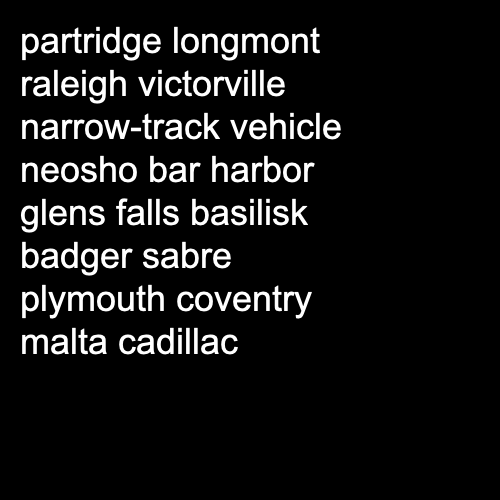 partridge longmont
raleigh victorville
narrow-track vehicle
neosho bar harbor
glens falls basilisk
badger sabre
plymouth coventry
malta cadillac